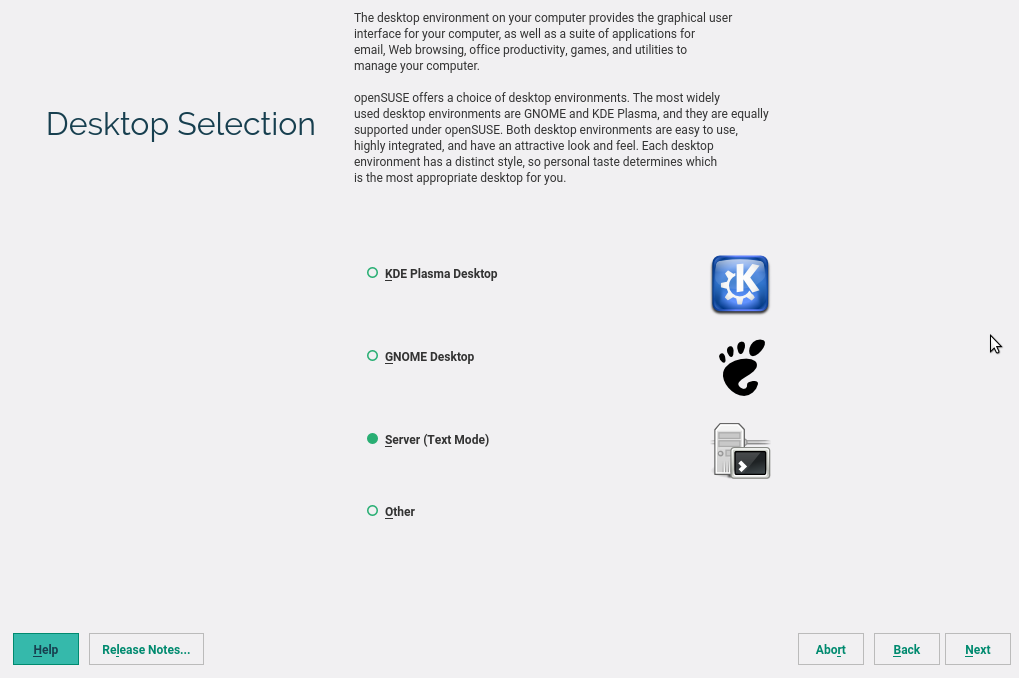 The desktop environment on your computer provides the graphical user
interface for your computer, as well as a suite of applications for
email, Web browsing, office productivity, games, and utilities to
manage your computer.
Desktop Selection
openSUSE offers a choice of desktop environments. The most widely
used desktop environments are GNOME and KDE Plasma, and they are equally
supported under openSUSE. Both desktop environments are easy to use,
highly integrated, and have an attractive look and feel. Each desktop
environment has a distinct style, so personal taste determines which
is the most appropriate desktop for you.
KDE Plasma Desktop
GNOME Desktop
Server (Text Mode)
Other
Help Release Notes... Abort Back Next